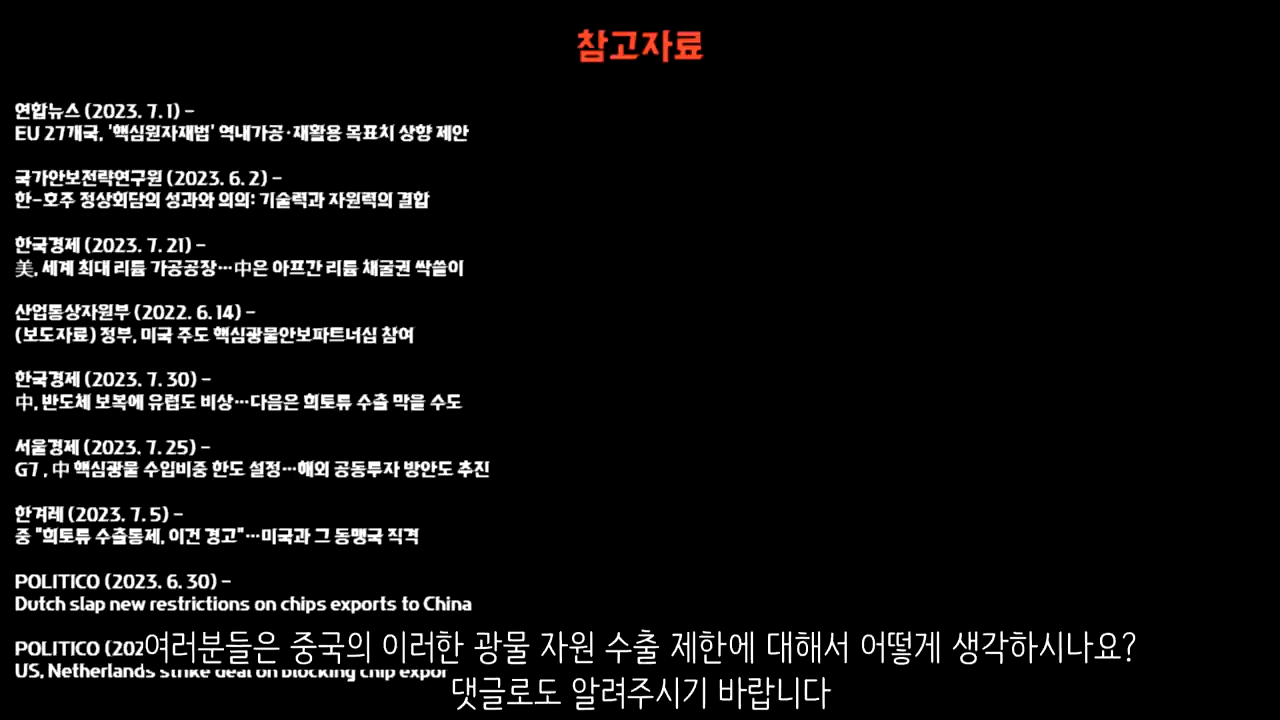 참고자료
연합뉴스 (2023. 7. 1) -
EU 27개국, '핵심원자재법' 역내가공·재활용 목표치 상향 제안
국가안보전략연구원 (2023. 6. 2) -
한-호주 정상회담의 성과와 의의: 기술력과 자원력의 결합
한국경제 (2023. 7. 21) -
美, 세계 최대 리튬 가공공장…中은 아프간 리튬 채굴권 싹쓸이
산업통상자원부 (2022. 6. 14) -
(보도자료) 정부, 미국 주도 핵심광물안보파트너십 참여
한국경제 (2023. 7. 30) -
中, 반도체 보복에 유럽도 비상…다음은 희토류 수출 막을 수도
서울경제 (2023. 7. 25) -
G7 , 中 핵심광물 수입비중 한도 설정…해외 공동투자 방안도 추진
한겨레 (2023. 7. 5) -
중 "희토류 수출통제, 이건 경고"…미국과 그 동맹국 직격
POLITICO (2023. 6. 30) -
Dutch slap new restrictions on chips exports to China
POLITICO (202
US, Netherlands strike deal on blocking chip expor
여러분들은 중국의 이러한 광물 자원 수출 제한에 대해서 어떻게 생각하시나요?
댓글로도 알려주시기 바랍니다